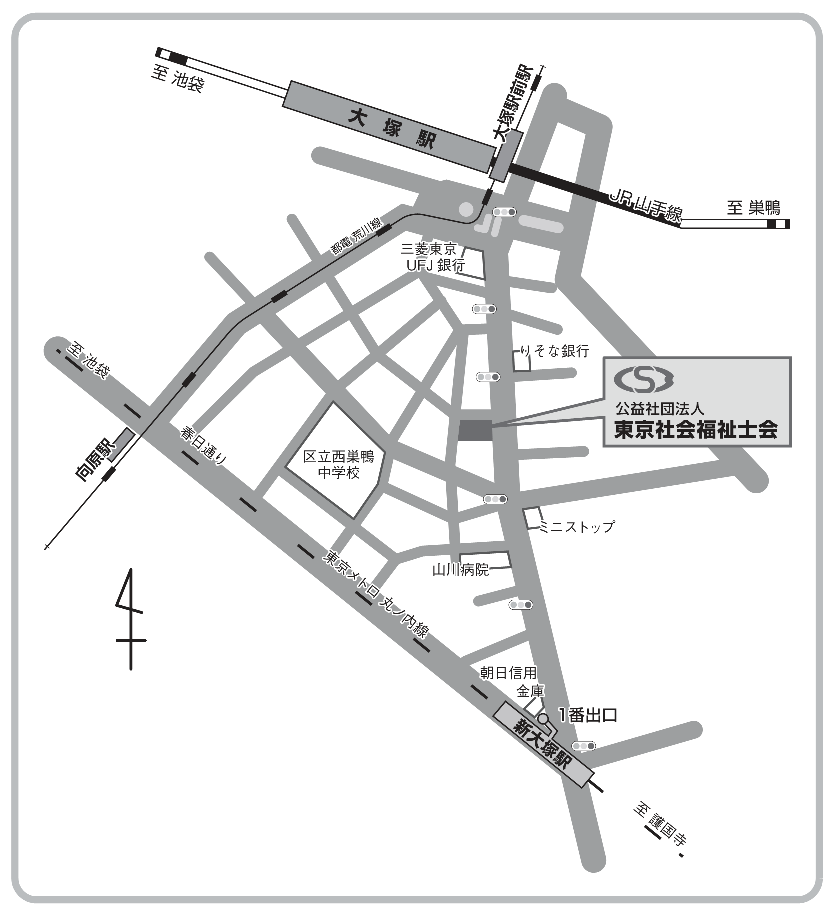 至 池袋
大塚駅
大塚駅前駅
JR 山手線
至 巣鴨
都電 荒川線
三菱東京
UFJ 銀行
りそな銀行
公益社団法人
東京社会福祉士会
至 池袋
春日通り
向原駅
区立西巣鴨
中学校
ミニストップ
山川病院
東京メトロ 丸ノ内線
朝日信用
金庫
1番出口
新大塚駅
至 護国寺